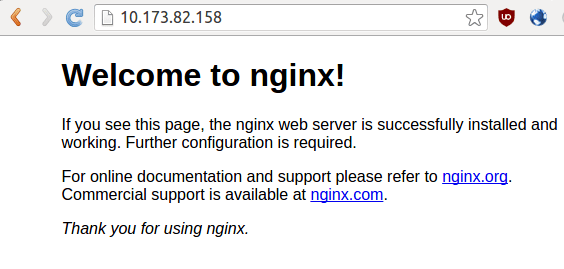 10.173.82.158
Welcome to nginx!
If you see this page, the nginx web server is successfully installed and
working. Further configuration is required.
For online documentation and support please refer to nginx.org.
Commercial support is available at nginx.com.
Thank you for using nginx.